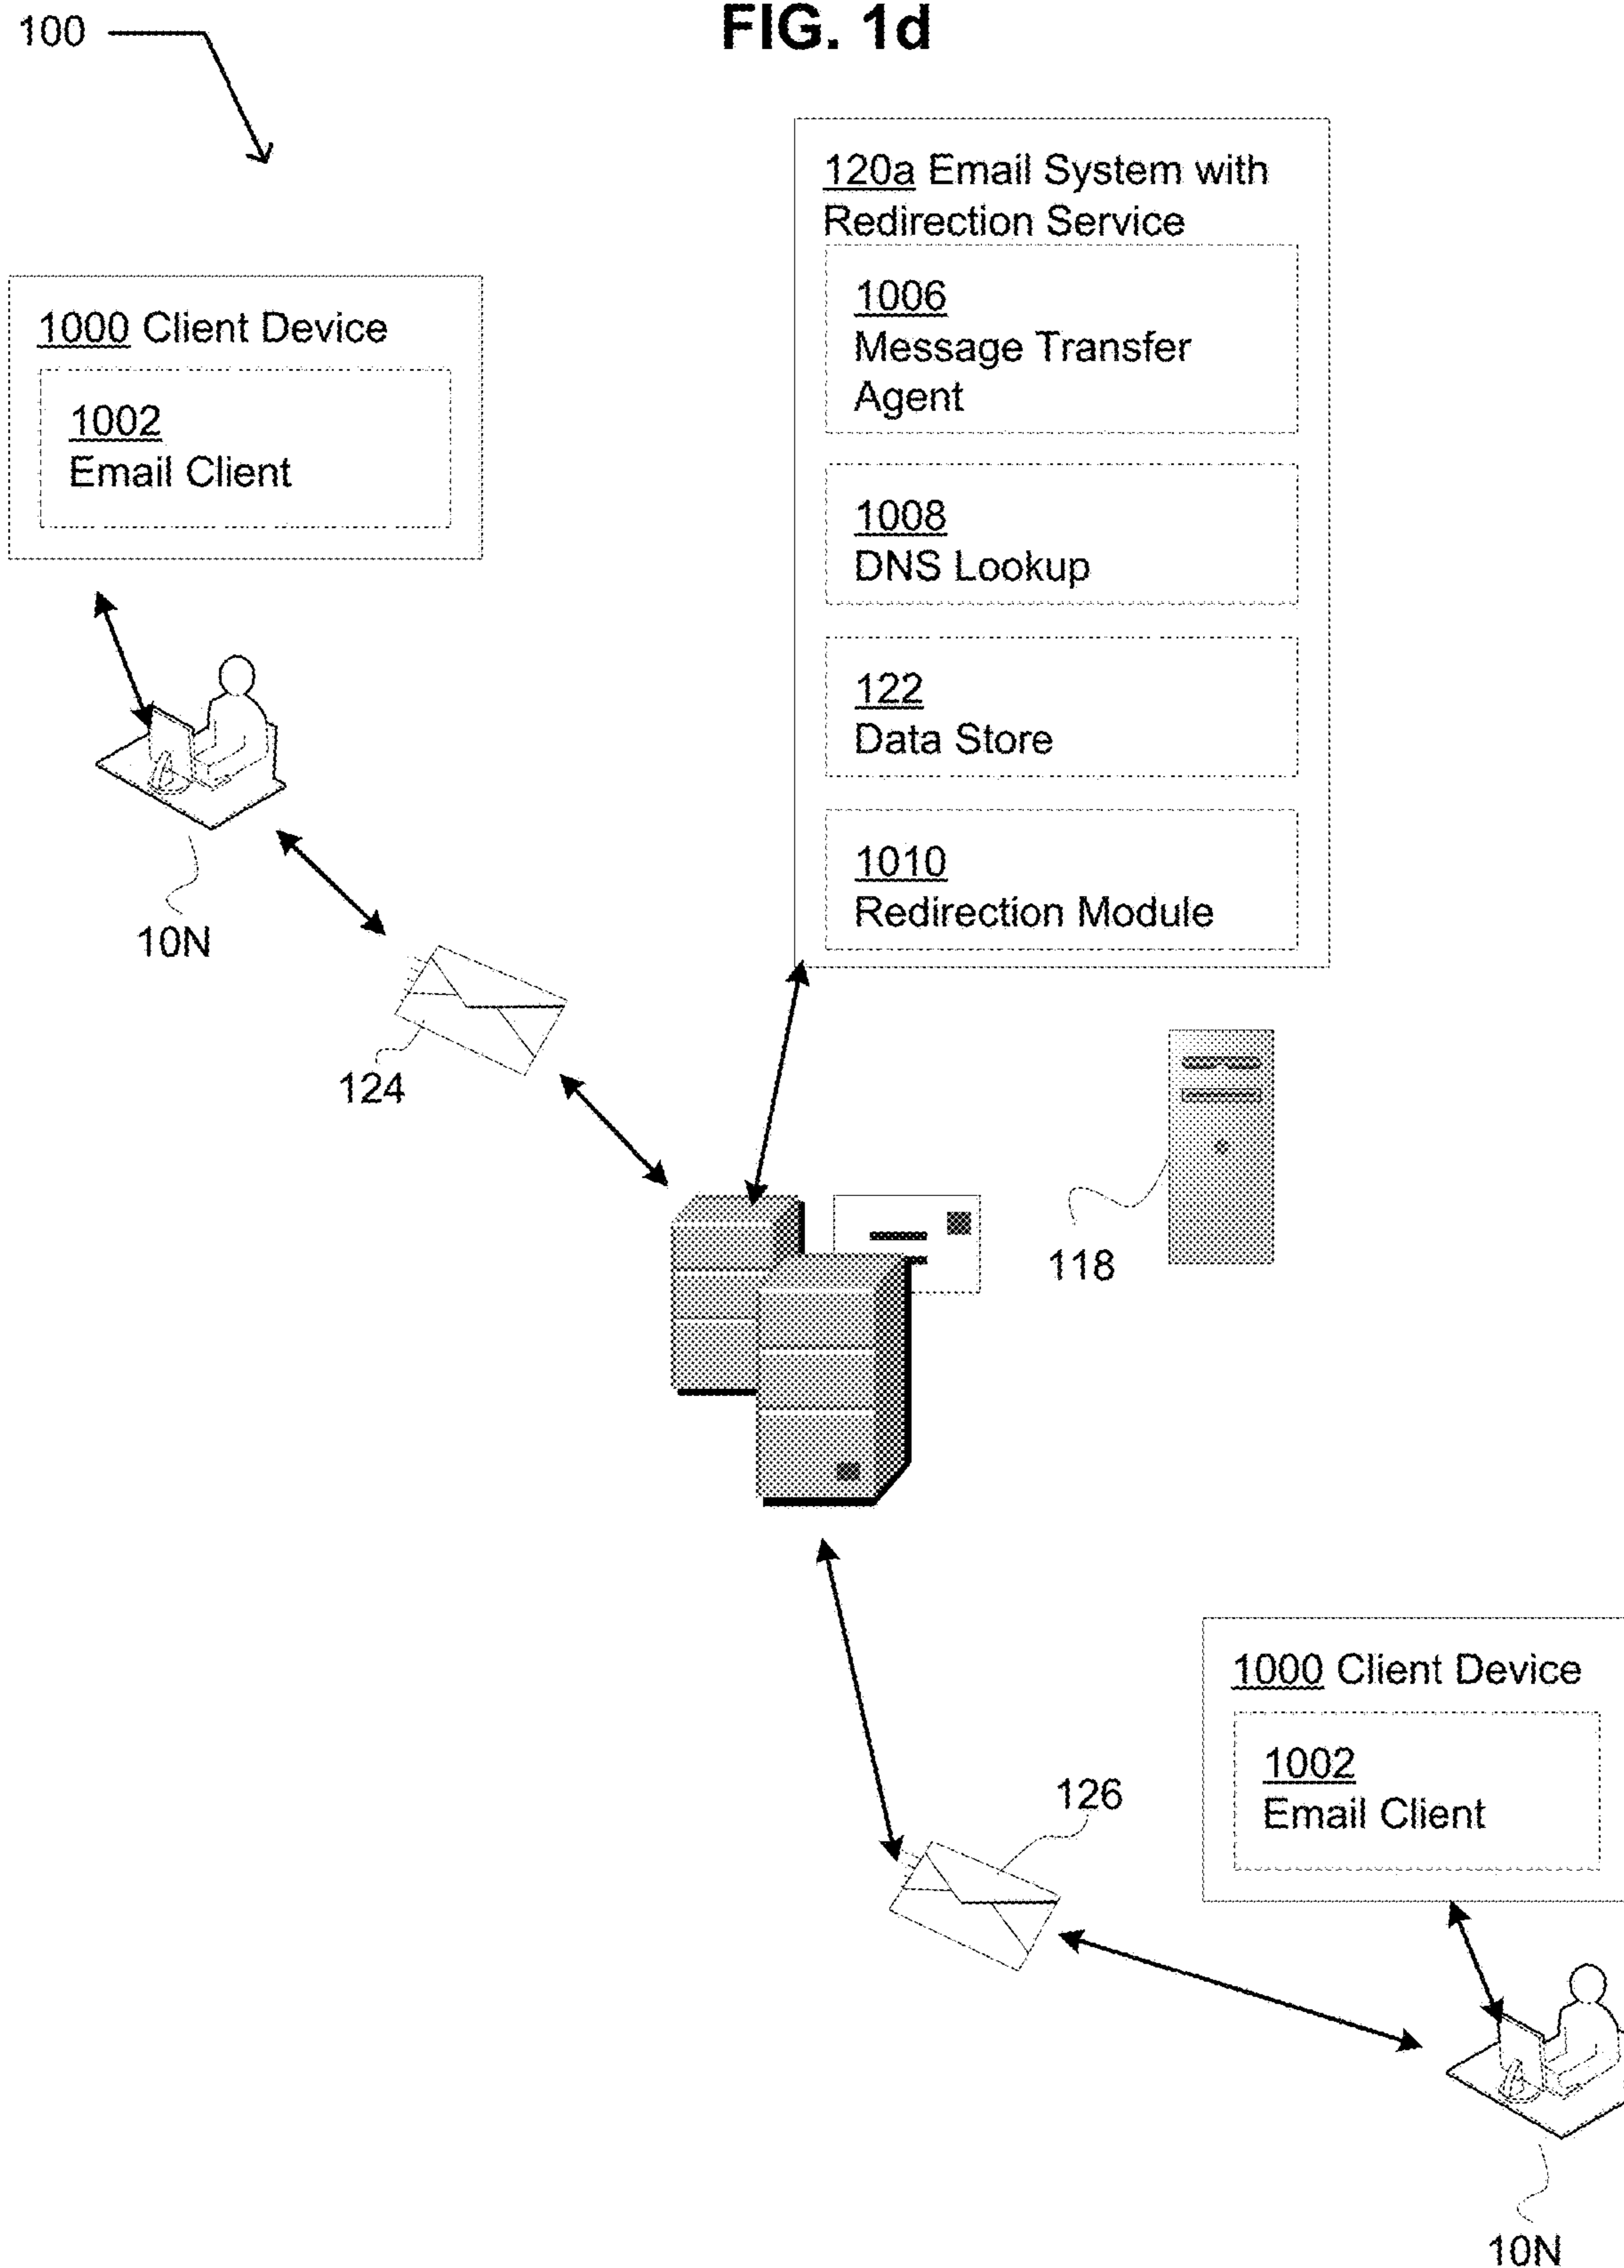 FIG. 1d
100
120a Email System with
Redirection Service
1006
Message Transfer
Agent
1008
DNS Lookup
122
Data Store
1010
Redirection Module
1000 Client Device
1002
Email Client
10N
124
118
1000 Client Device
1002
Email Client
126
10N